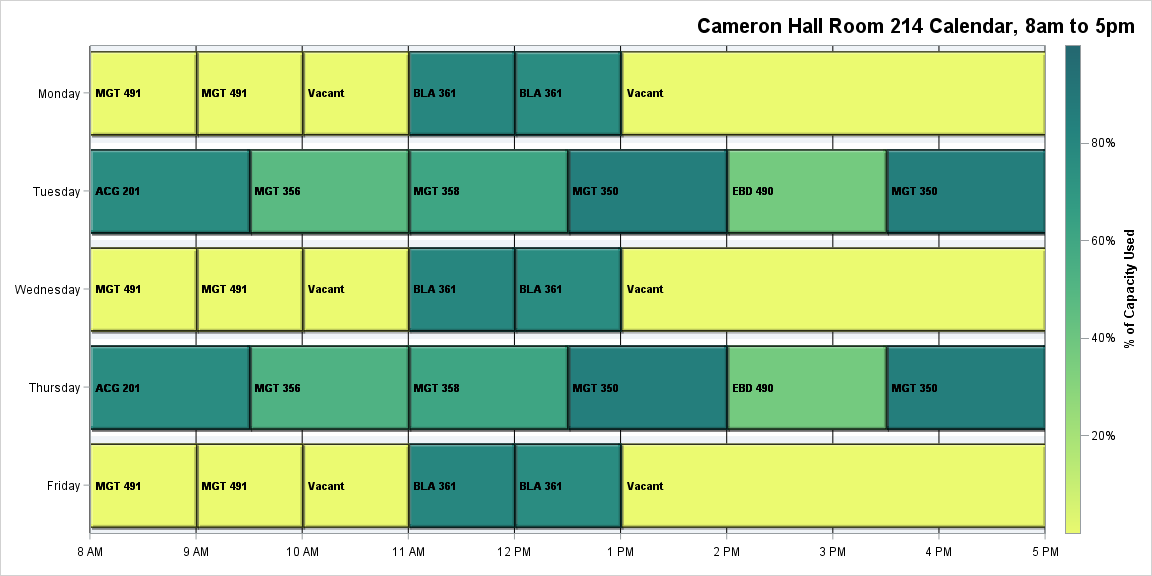 Cameron Hall Room 214 Calendar, 8am to 5pm
Monday MGT 491 MGT 491 Vacant BLA 361 BLA 361 Vacant
80%
Tuesday ACG 201 MGT 356 MGT 358 MGT 350 EBD 490 MGT 350
60%
Wednesday MGT 491 MGT 491 Vacant BLA 361 BLA 361 Vacant
% of Capacity Used
40%
Thursday ACG 201 MGT 356 MGT 358 MGT 350 EBD 490 MGT 350
20%
Friday MGT 491 MGT 491 Vacant BLA 361 BLA 361 Vacant
8 AM 9 AM 10 AM 11 AM 12 PM 1 PM 2 PM 3 PM 4 PM 5 PM